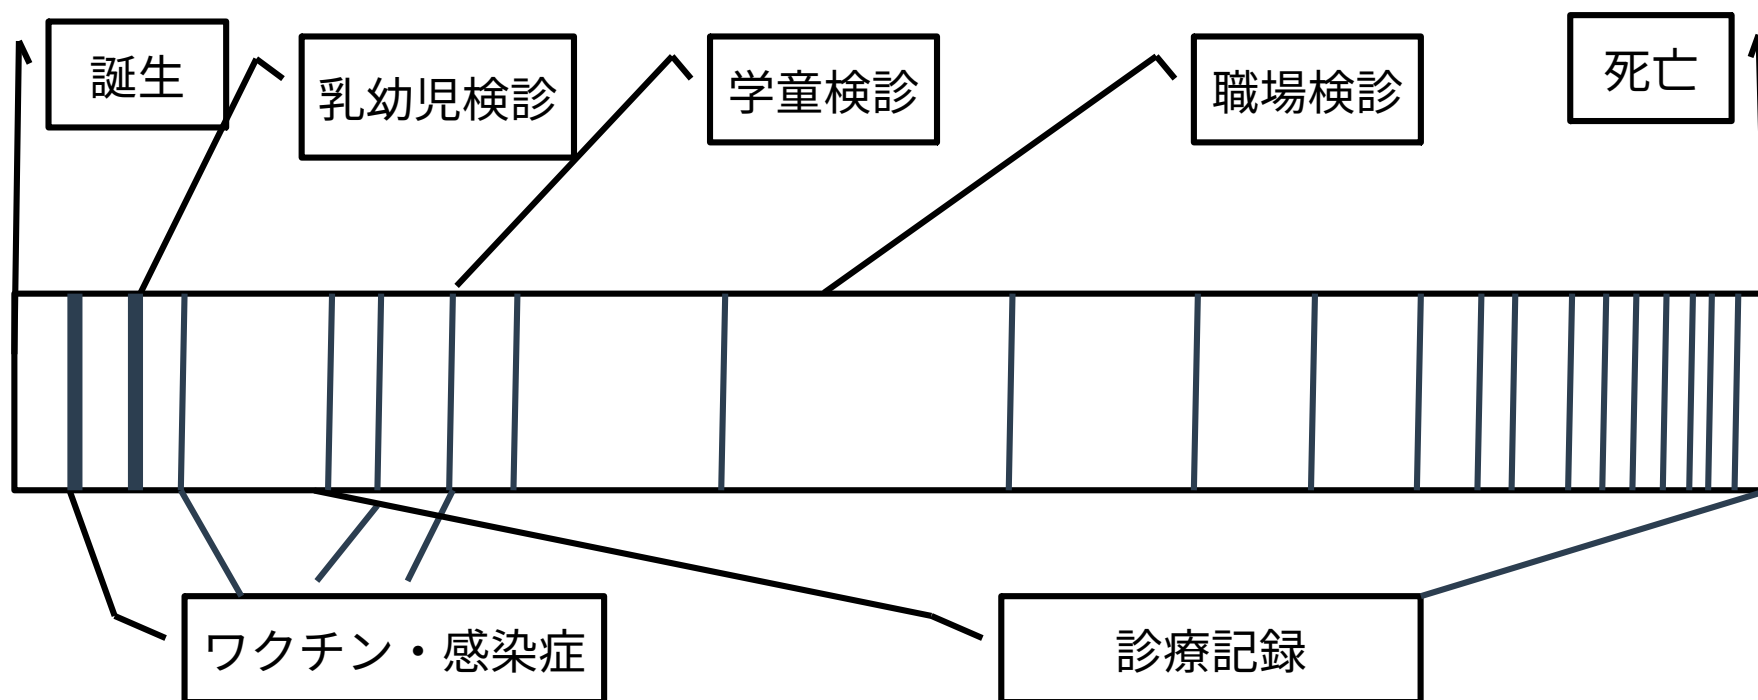 誕生
乳幼児検診
学童検診
職場検診
死亡
ワクチン・感染症
診療記録